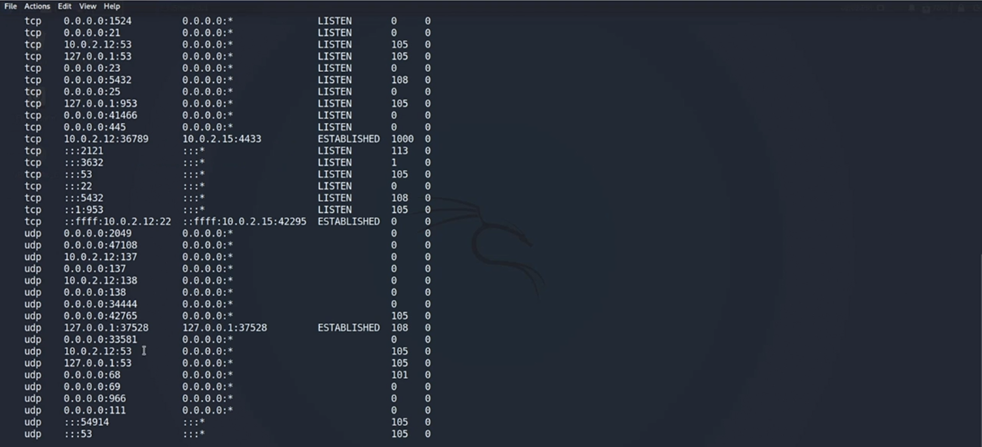 File Actions Edit View Help
tcp 0.0.0.0:1524 0.0.0.0:* LISTEN 0 0
tcp 0.0.0.0:21 0.0.0.0:* LISTEN 0 0
tcp 10.0.2.12:53 0.0.0.0:* LISTEN 105 0
tcp 127.0.0.1:53 0.0.0.0:* LISTEN 105 0
tcp 0.0.0.0:23 0.0.0.0:* LISTEN 0 0
tcp 0.0.0.0:5432 0.0.0.0:* LISTEN 108 0
tcp 0.0.0.0:25 0.0.0.0:* LISTEN 0 0
tcp 127.0.0.1:953 0.0.0.0:* LISTEN 105 0
tcp 0.0.0.0:41466 0.0.0.0:* LISTEN 0 0
tcp 0.0.0.0:445 0.0.0.0:* LISTEN 0 0
tcp 10.0.2.12:36789 10.0.2.15:4433 ESTABLISHED 1000 0
tcp :::2121 :::* LISTEN 113 0
tcp :::3632 :::* LISTEN 1 0
tcp :::53 :::* LISTEN 105 0
tcp :::22 :::* LISTEN 0 0
tcp :::5432 :::* LISTEN 108 0
tcp ::1:953 :::* LISTEN 105 0
tcp ::ffff:10.0.2.12:22 ::ffff:10.0.2.15:42295 ESTABLISHED 0 0
udp 0.0.0.0:2049 0.0.0.0:* 0 0
udp 0.0.0.0:47108 0.0.0.0:* 0 0
udp 10.0.2.12:137 0.0.0.0:* 0 0
udp 0.0.0.0:137 0.0.0.0:* 0 0
udp 10.0.2.12:138 0.0.0.0:* 0 0
udp 0.0.0.0:138 0.0.0.0:* 0 0
udp 0.0.0.0:34444 0.0.0.0:* 0 0
udp 0.0.0.0:42765 0.0.0.0:* 105 0
udp 127.0.0.1:37528 127.0.0.1:37528 ESTABLISHED 108 0
udp 0.0.0.0:33581 0.0.0.0:* 0 0
udp 10.0.2.12:53 0.0.0.0:* 105 0
udp 127.0.0.1:53 0.0.0.0:* 105 0
udp 0.0.0.0:68 0.0.0.0:* 101 0
udp 0.0.0.0:69 0.0.0.0:* 0 0
udp 0.0.0.0:966 0.0.0.0:* 0 0
udp 0.0.0.0:111 0.0.0.0:* 0 0
udp :::54914 :::* 105 0
udp :::53 :::* 105 0